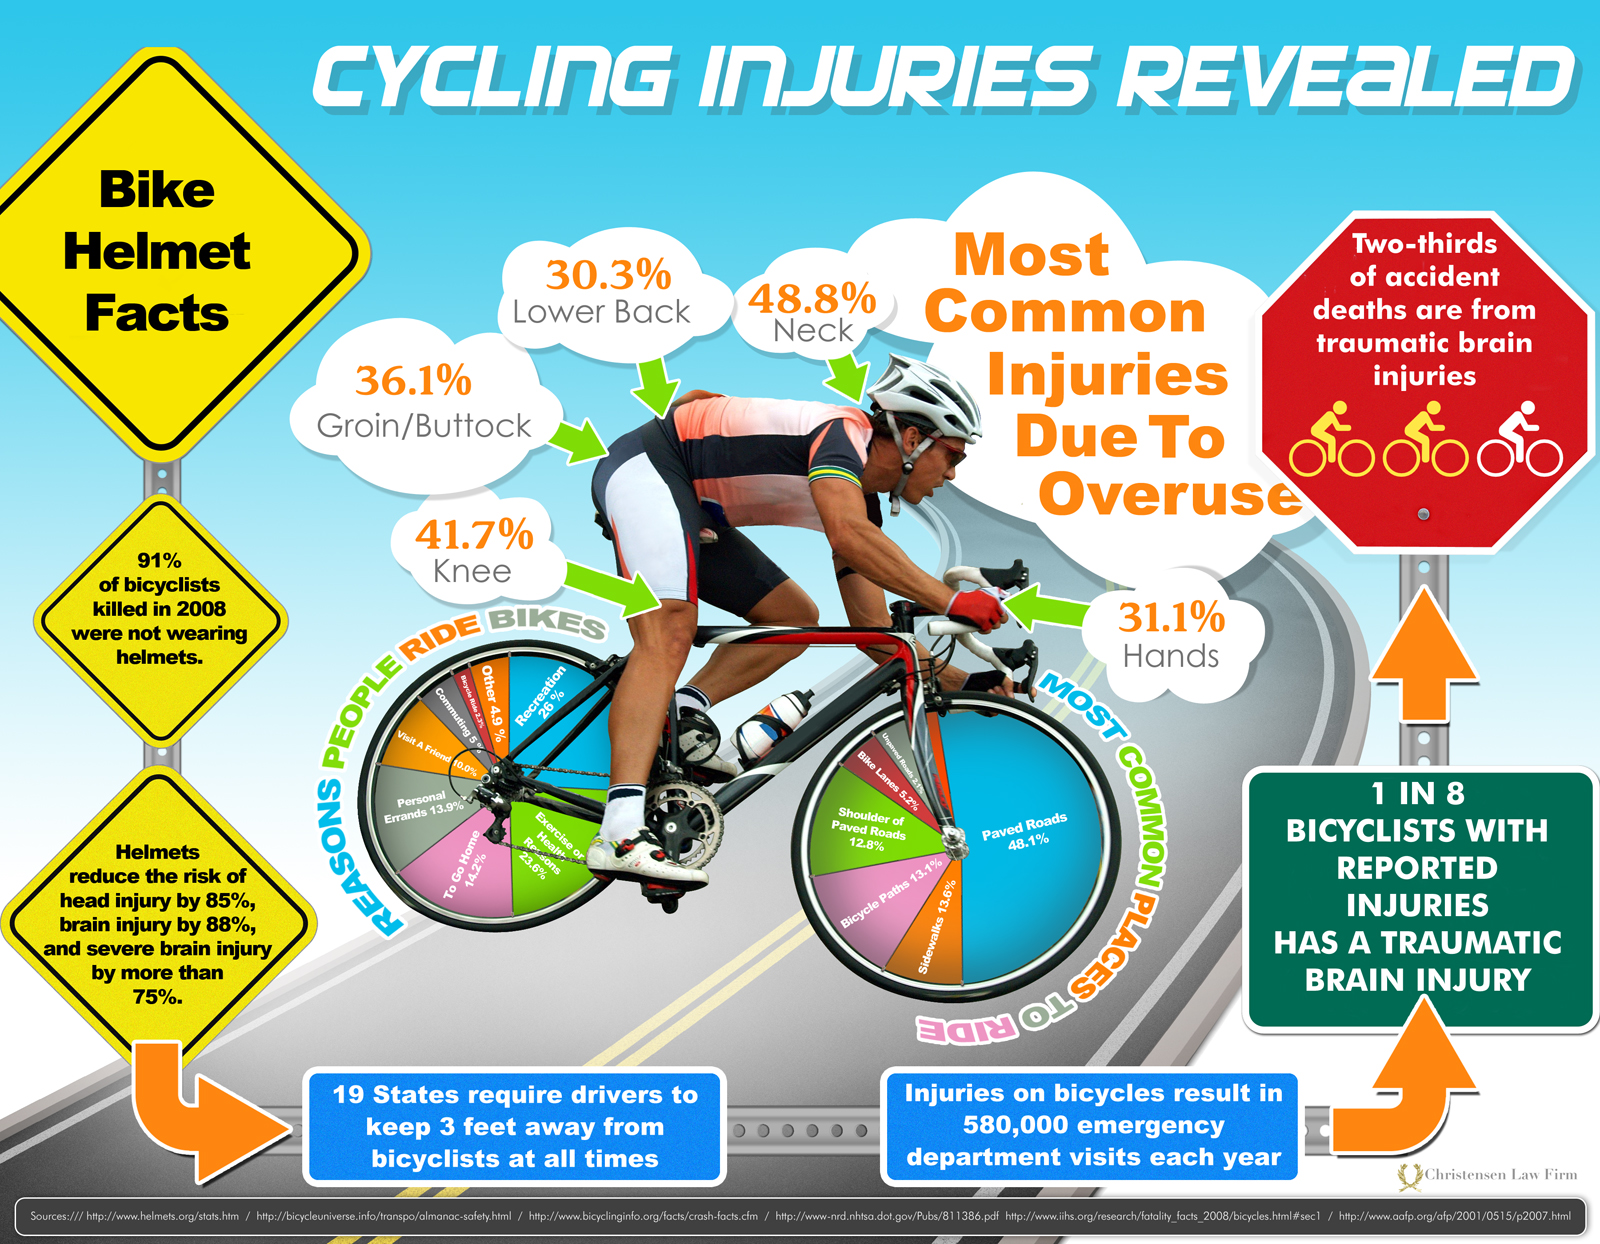 CYCLING INJURIES REVEALED
Bike
Helmet
Facts
91%
of bicyclists
killed in 2008
were not wearing
helmets.
Helmets
reduce the risk of
head injury by 85%,
brain injury by 88%,
and severe brain injury
by more than
75%.
30.3%
Lower Back
48.8%
Neck
36.1%
Groin/Buttock
41.7%
Knee
31.1%
Hands
Most
Common
Injuries
Due To
Overuse
Two-thirds
of accident
deaths are from
traumatic brain
injuries
REASONS PEOPLE RIDE BIKES
Recreation
26 %
Other 4.9 %
Bicycle Ride 2.3%
Commuting 5 %
Visit A Friend 10.0%
Personal
Errands 13.9%
To Go Home
14.2%
Exercise or
Health
Reasons
23.6%
MOST COMMON PLACES TO RIDE
Paved Roads
48.1%
Unpaved Roads 2.1%
Bike Lanes 5.2%
Shoulder of
Paved Roads
12.8%
Bicycle Paths 13.1%
Sidewalks 13.6%
1 IN 8
BICYCLISTS WITH
REPORTED
INJURIES
HAS A TRAUMATIC
BRAIN INJURY
19 States require drivers to
keep 3 feet away from
bicyclists at all times
Injuries on bicycles result in
580,000 emergency
department visits each year
Christensen Law Firm
Sources:/// http://www.helmets.org/stats.htm / http://bicycleuniverse.info/transpo/almanac-safety.html / http://www.bicyclinginfo.org/facts/crash-facts.cfm / http://www-nrd.nhtsa.dot.gov/Pubs/811386.pdf http://www.iihs.org/research/fatality_facts_2008/bicycles.html#sec1 / http://www.aafp.org/afp/2001/0515/p2007.html